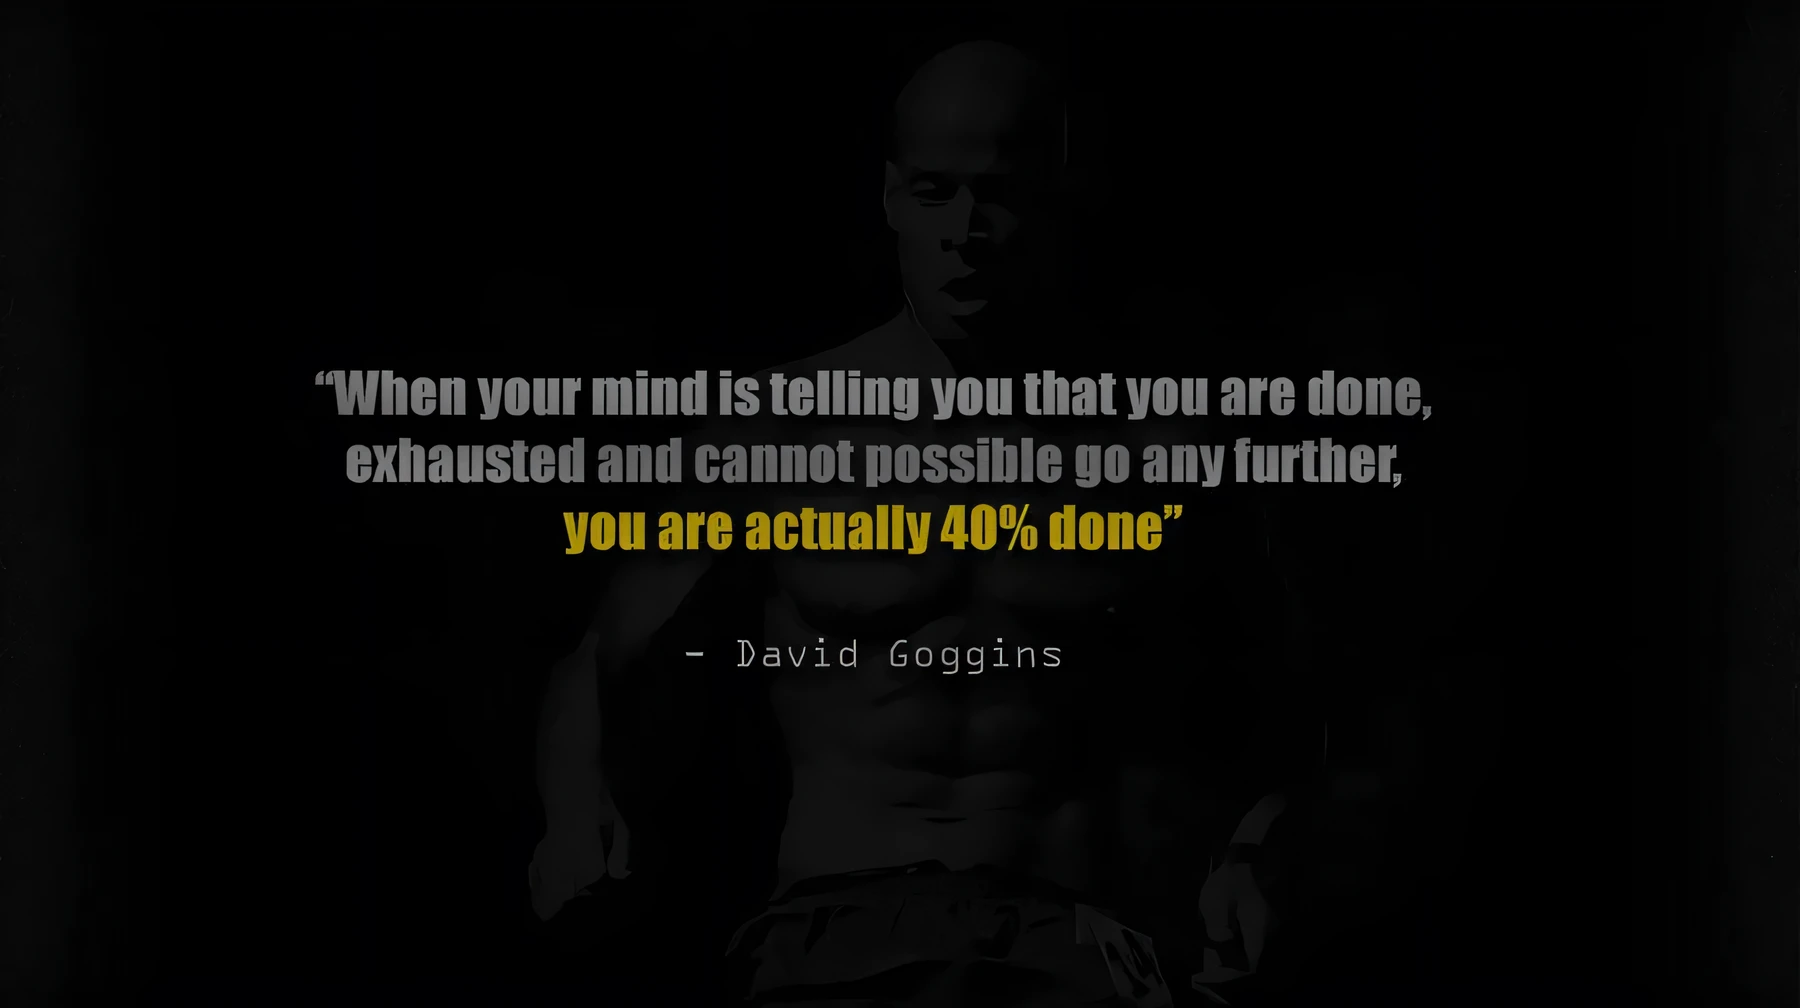 “When your mind is telling you that you are done,
exhausted and cannot possible go any further,
you are actually 40% done”
- David Goggins